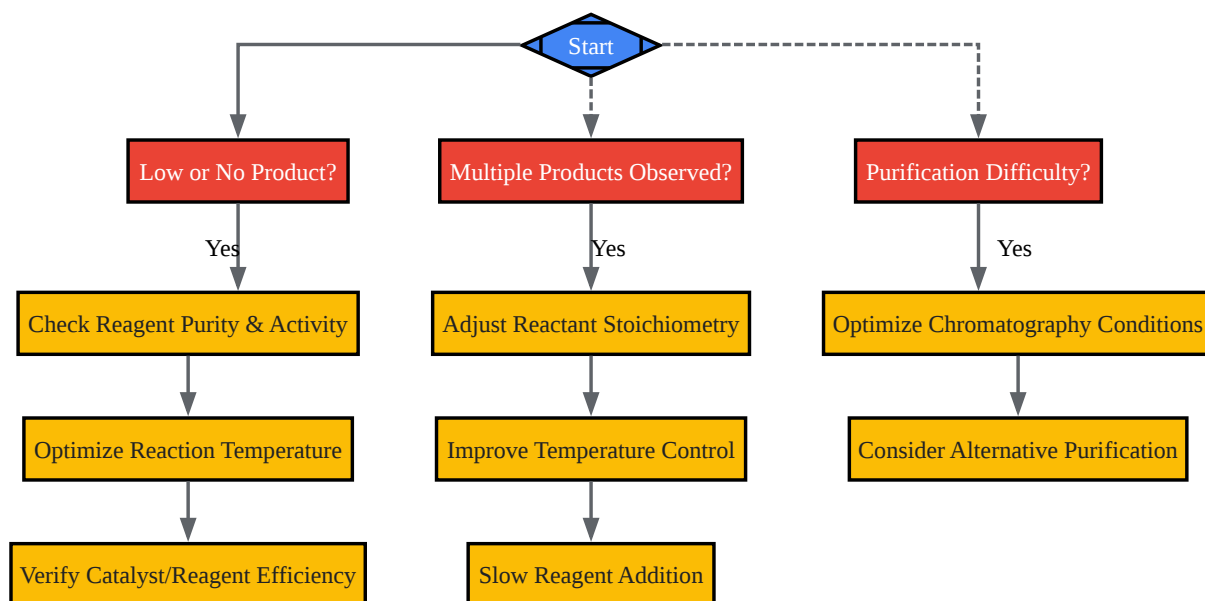 Start
Low or No Product?
Multiple Products Observed?
Purification Difficulty?
Yes
Yes
Yes
Check Reagent Purity & Activity
Adjust Reactant Stoichiometry
Optimize Chromatography Conditions
Optimize Reaction Temperature
Improve Temperature Control
Consider Alternative Purification
Verify Catalyst/Reagent Efficiency
Slow Reagent Addition